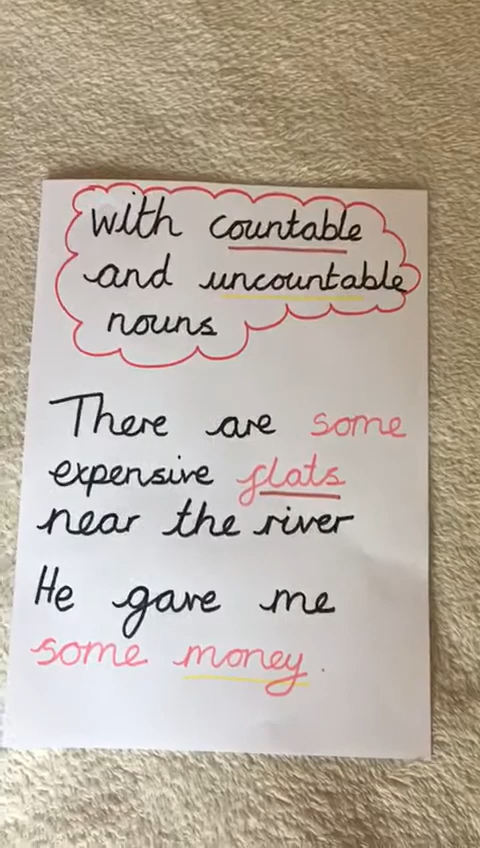 with countable
and uncountable
nouns
There are some
expensive flats
near the river
He gave me
some money.